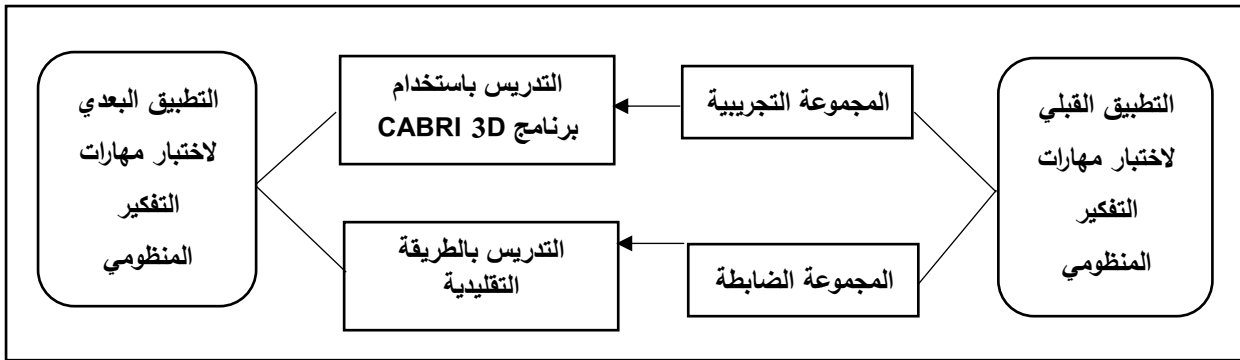 التطبيق القبلي
لاختبار مهارات
التفكير
المنظومي
المجموعة التجريبية
التدريس باستخدام
برنامج CABRI 3D
المجموعة الضابطة
التدريس بالطريقة
التقليدية
التطبيق البعدي
لاختبار مهارات
التفكير
المنظومي